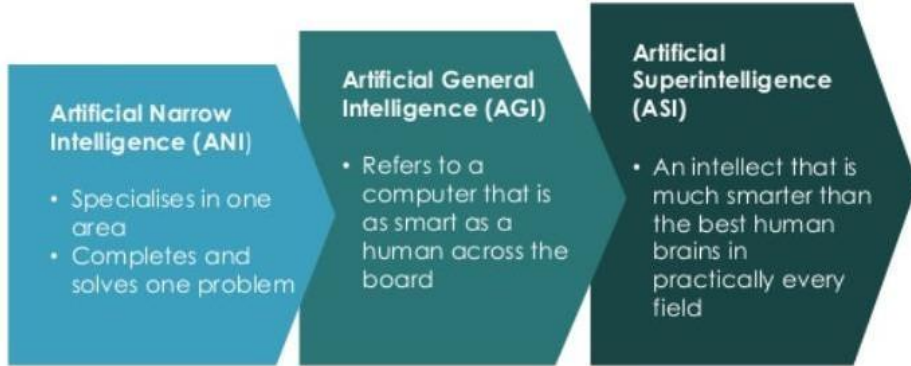 Artificial Narrow
Intelligence (ANI)
• Specialises in one
area
• Completes and
solves one problem
Artificial General
Intelligence (AGI)
• Refers to a
computer that is
as smart as a
human across the
board
Artificial
Superintelligence
(ASI)
• An intellect that is
much smarter than
the best human
brains in
practically every
field